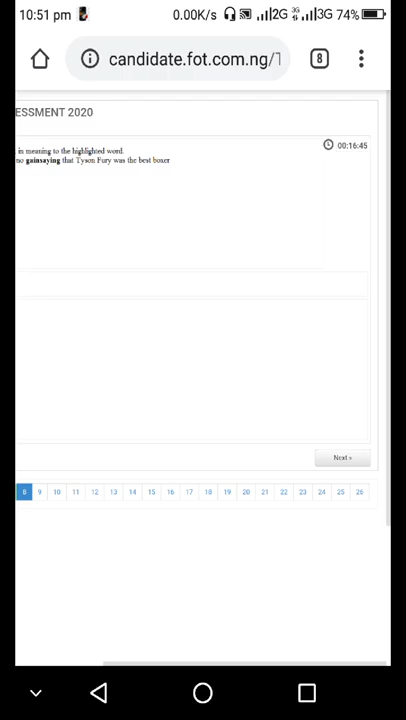 10:51 pm 0.00K/s 2G 3G 3G 74%
candidate.fot.com.ng/T 8
ESSMENT 2020
in meaning to the highlighted word.
00:16:45
no gainsaying that Tyson Fury was the best boxer
Next »
8 9 10 11 12 13 14 15 16 17 18 19 20 21 22 23 24 25 26